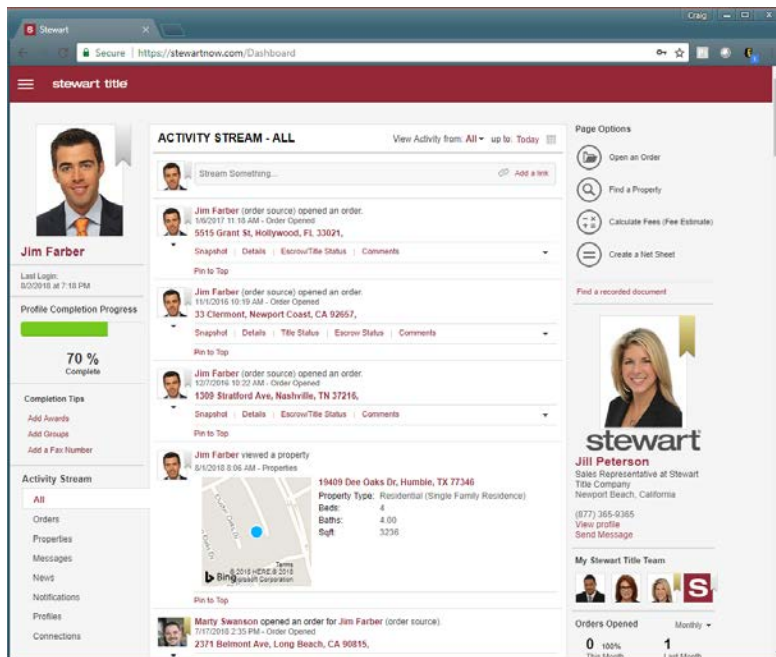 Craig
Stewart
Secure | https://stewartnow.com/Dashboard
stewart title
Jim Farber
Last Login:
8/2/2018 at 7:18 PM
Profile Completion Progress
70 %
Complete
Completion Tips
Add Awards
Add Groups
Add a Fax Number
Activity Stream
All
Orders
Properties
Messages
News
Notifications
Profiles
Connections
ACTIVITY STREAM - ALL
View Activity from: All up to: Today
Stream Something...
Add a link
Jim Farber (order source) opened an order.
1/6/2017 11:18 AM - Order Opened
5515 Grant St, Hollywood, FL 33021,
Snapshot | Details | Escrow/Title Status | Comments
Pin to Top
Jim Farber (order source) opened an order.
11/1/2016 10:19 AM - Order Opened
33 Clermont, Newport Coast, CA 92657,
Snapshot | Details | Title Status | Escrow Status | Comments
Pin to Top
Jim Farber (order source) opened an order.
12/7/2016 10:22 AM - Order Opened
1309 Stratford Ave, Nashville, TN 37216,
Snapshot | Details | Escrow/Title Status | Comments
Pin to Top
Jim Farber viewed a property
8/1/2018 8:06 AM - Properties
19409 Dee Oaks Dr, Humble, TX 77346
Property Type: Residential (Single Family Residence)
Beds: 4
Baths: 4.00
Sqft: 3236
Terms
© 2018 HERE, © 2018
Bing
Corporation
Pin to Top
Marty Swanson opened an order for Jim Farber (order source)
7/17/2018 2:35 PM - Order Opened
2371 Belmont Ave, Long Beach, CA 90815,
Page Options
Open an Order
Find a Property
Calculate Fees (Fee Estimate)
Create a Net Sheet
Find a recorded document
stewart
Jill Peterson
Sales Representative at Stewart
Title Company
Newport Beach, California
(877) 365-9365
View profile
Send Message
My Stewart Title Team
S
Orders Opened
Monthly
0 100%
This Month
1
Last Month